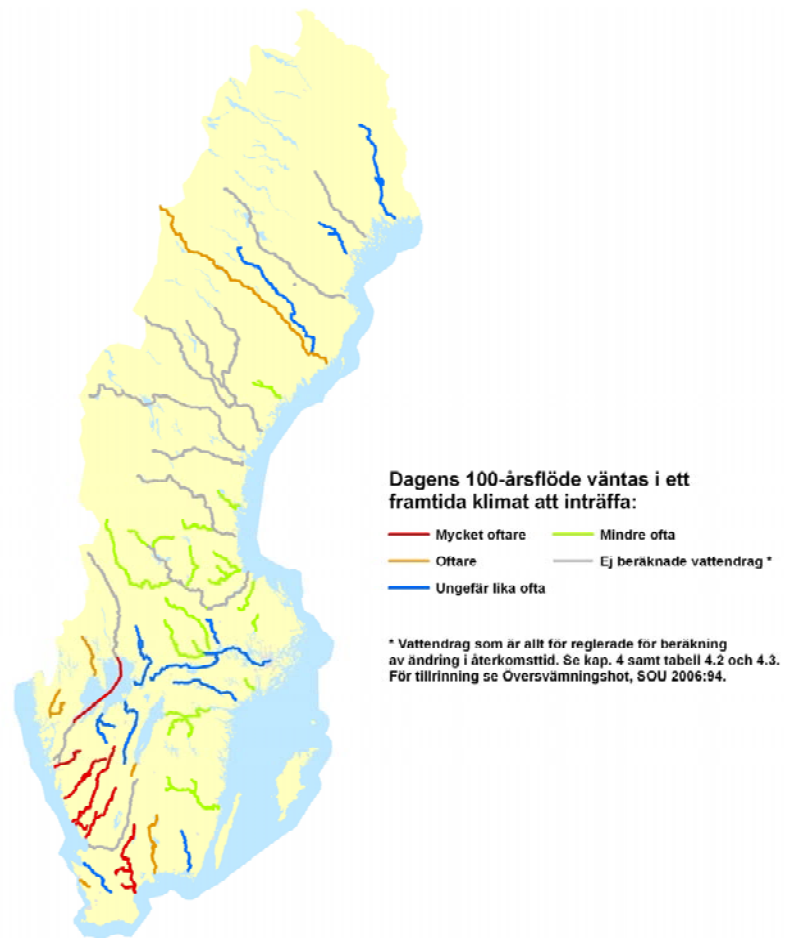 Dagens 100-årsflöde väntas i ett
framtida klimat att inträffa:
Mycket oftare
Mindre ofta
Oftare
Ej beräknade vattendrag *
Ungefär lika ofta
* Vattendrag som är allt för reglerade för beräkning
av ändring i återkomsttid. Se kap. 4 samt tabell 4.2 och 4.3.
För tillrinning se Översvämningshot, SOU 2006:94.